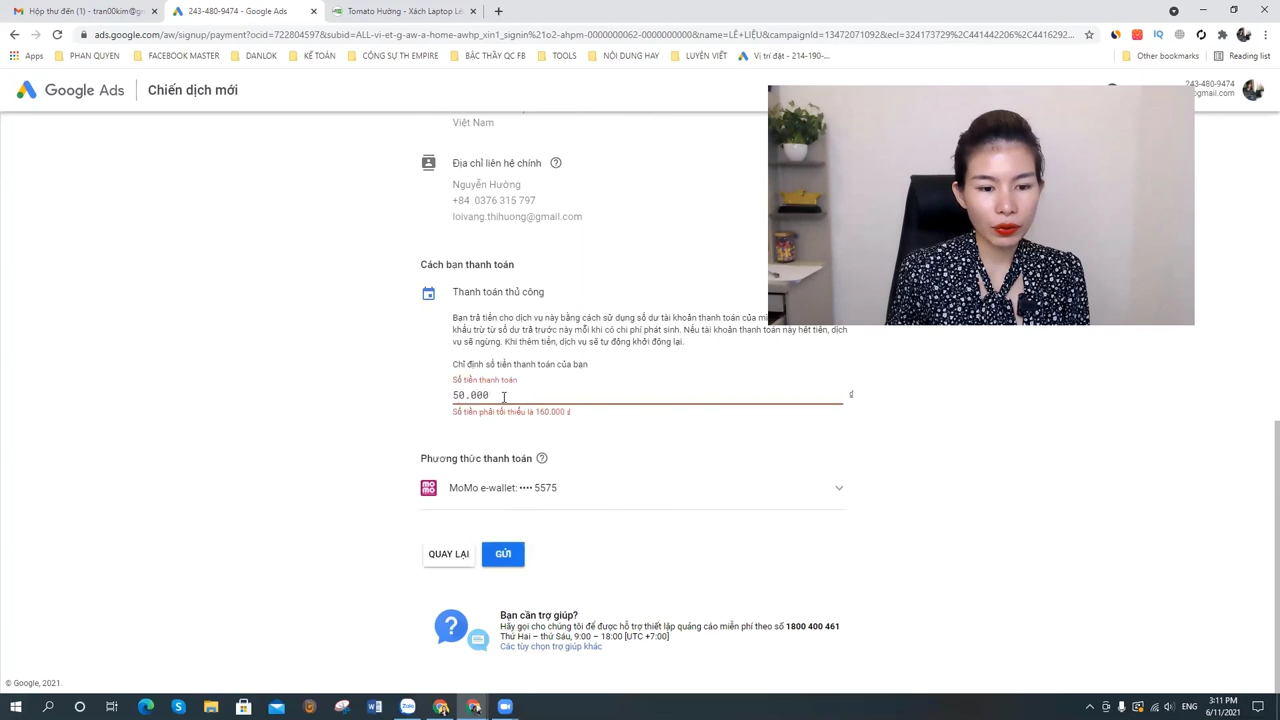 Hộp thư đến (1) - tran00kim@g
243-480-9474 - Google Ads
Tomato Hường - Xách Laptop Lê
ads.google.com/aw/signup/payment?ocid=722804597&subid=ALL-vi-et-g-aw-a-home-awhp_xin1_signpm-0000000062-0000000000&name=LÊ+LIỆU&campaignId=13472071092&ecl=324173729%2C441442206%2C4416292...
Apps
PHAN QUYEN
FACEBOOK MASTER
DANLOK
KẾ TOÁN
CỘNG SỰ TH EMPIRE
BẬC THẦY QC FB
TOOLS
NỘI DUNG HAY
LUYỆN VIẾT
Vị trí đặt - 214-190-...
Other bookmarks
Reading list
Google Ads
Chiến dịch mới
243-480-9474
@gmail.com
Việt Nam
Địa chỉ liên hệ chính
Nguyễn Hường
+84 0376 315 797
loivang.thihuong@gmail.com
Cách bạn thanh toán
Thanh toán thủ công
Bạn trả tiền cho dịch vụ này bằng cách sử dụng số dư tài khoản thanh toán của mì
khấu trừ từ số dư trả trước này mỗi khi có chi phí phát sinh. Nếu tài khoản thanh toán này hết tiền, dịch
vụ sẽ ngừng. Khi thêm tiền, dịch vụ sẽ tự động khởi động lại.
Chỉ định số tiền thanh toán của bạn
Số tiền thanh toán
50.000 đ
Số tiền phải tối thiểu là 160.000 ₫
Phương thức thanh toán
MoMo e-wallet: •••• 5575
QUAY LẠI
GỬI
Bạn cần trợ giúp?
Hãy gọi cho chúng tôi để được hỗ trợ thiết lập quảng cáo miễn phí theo số 1800 400 461
Thứ Hai – thứ Sáu, 9:00 – 18:00 [UTC +7:00]
Các tùy chọn trợ giúp khác
© Google, 2021.
ENG
3:11 PM
6/11/2021